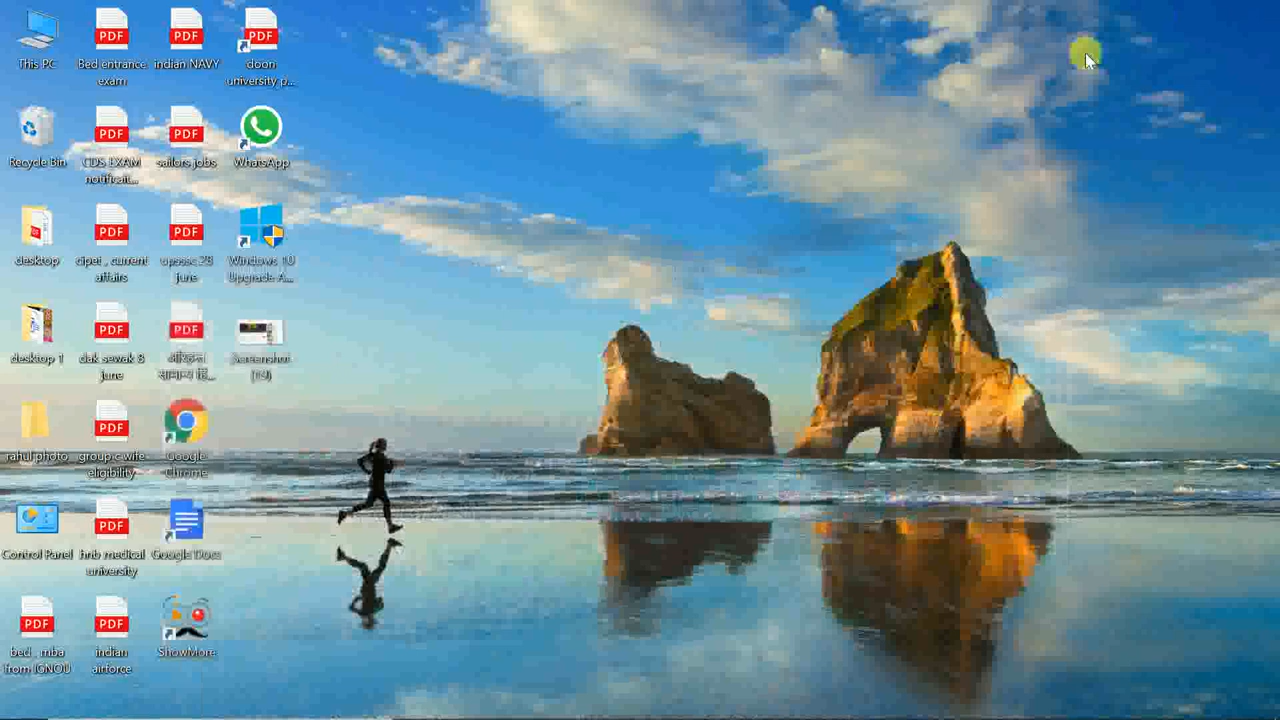 This PC
Recycle Bin
desktop
desktop 1
rahul photo
Control Panel
PDF
bed , mba
from IGNOU
PDF
Bed entrance
exam
PDF
CDS EXAM
notificait...
PDF
cipet , current
affairs
PDF
dak sewak 8
june
PDF
group c wife
eligibility
PDF
hnb medical
university
PDF
indian
airforce
PDF
indian NAVY
PDF
sailors jobs
PDF
upsssc 28
june
PDF
सामान्य हिं...
Google
Chrome
Google Docs
ShowMore
PDF
doon
university p...
WhatsApp
Windows 10
Upgrade A...
Screenshot
(19)